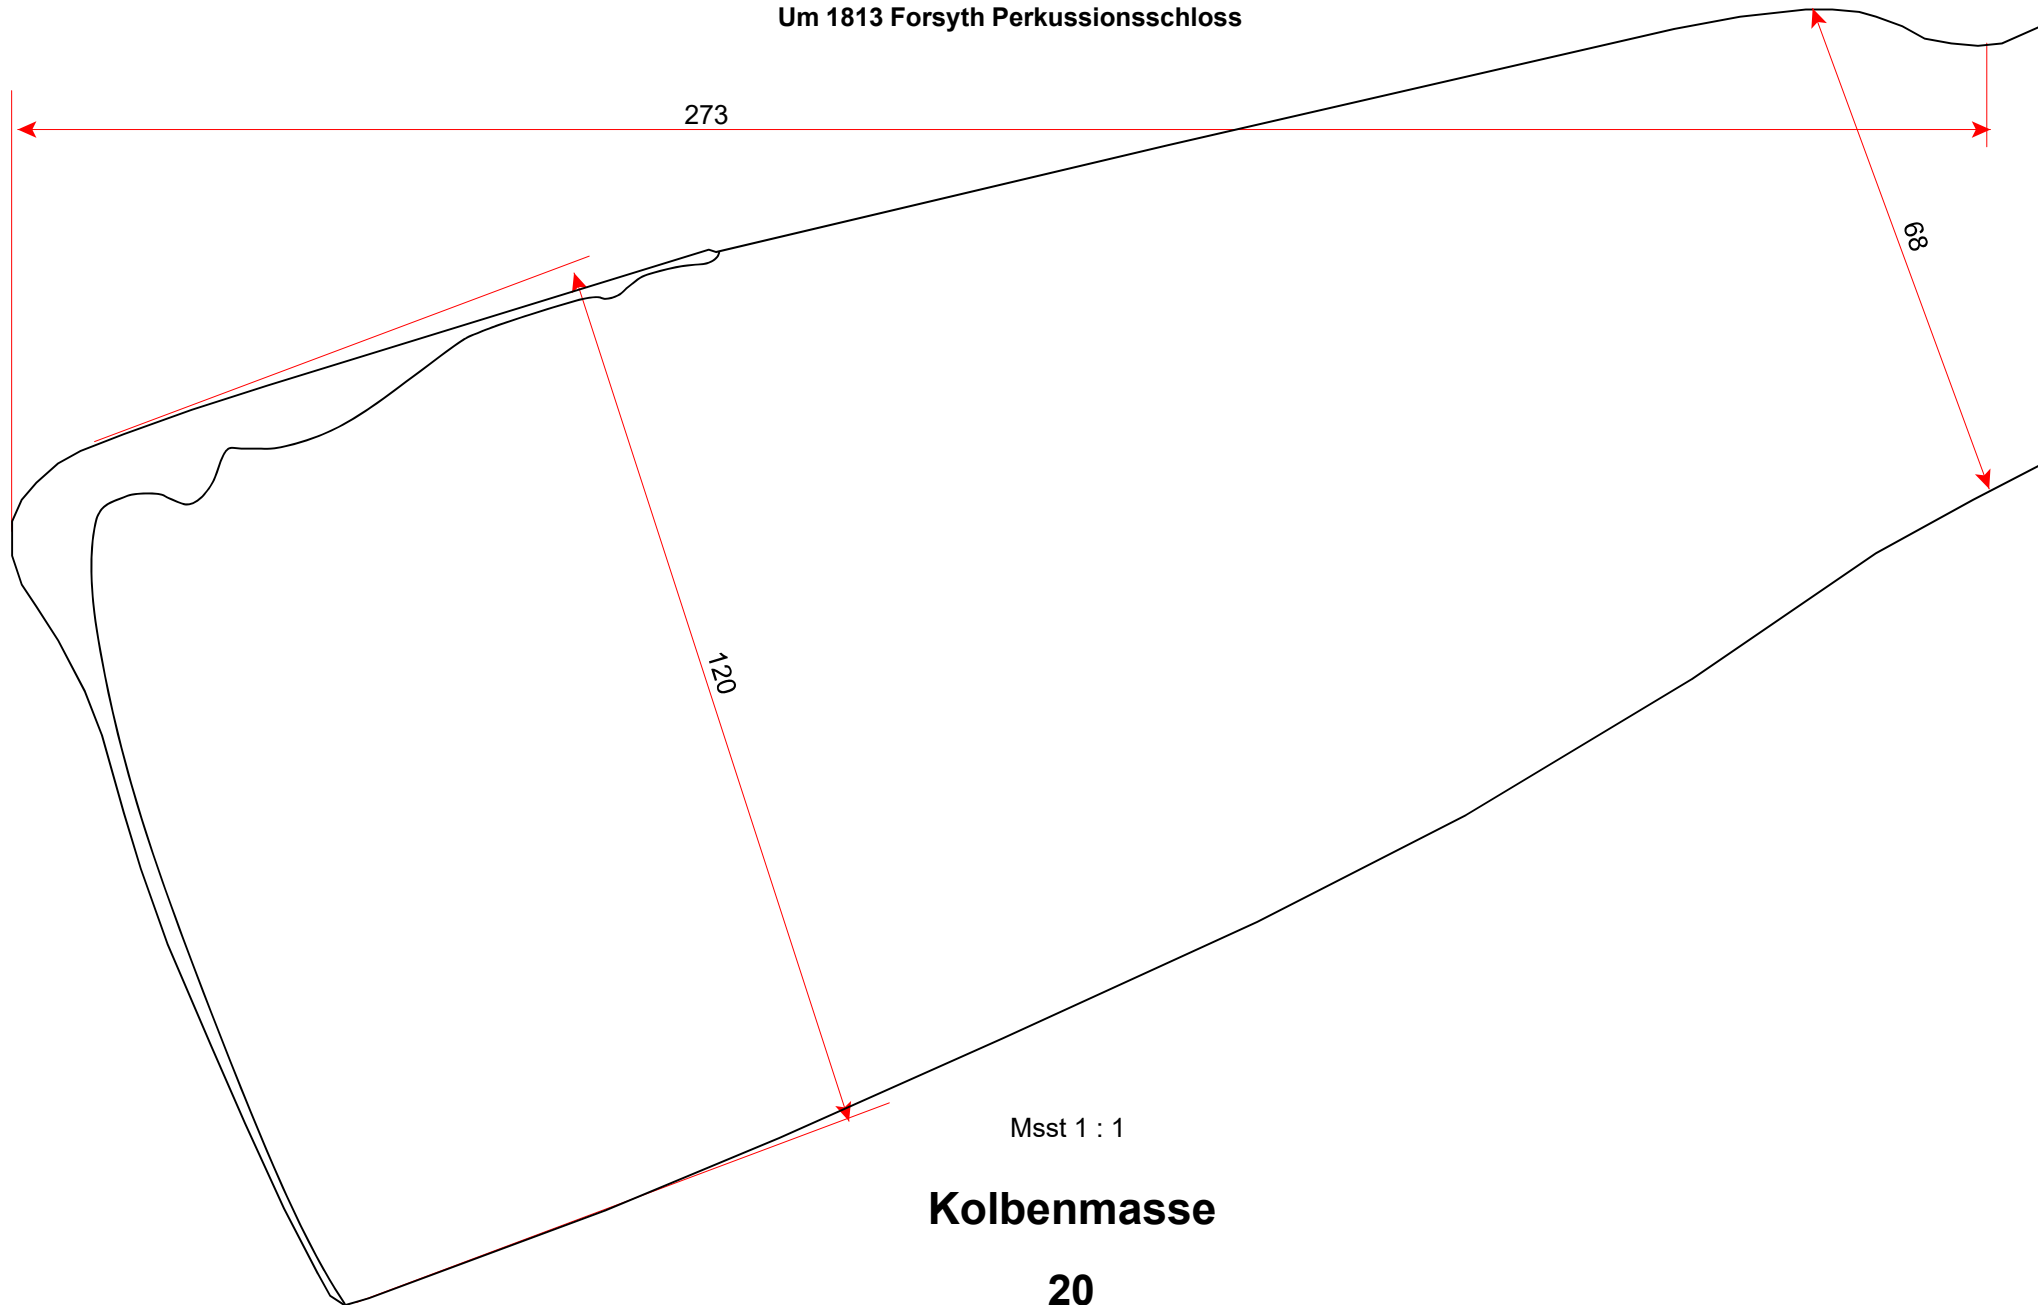 Um 1813 Forsyth Perkussionsschloss
273
68
120
Msst 1 : 1
Kolbenmasse
20